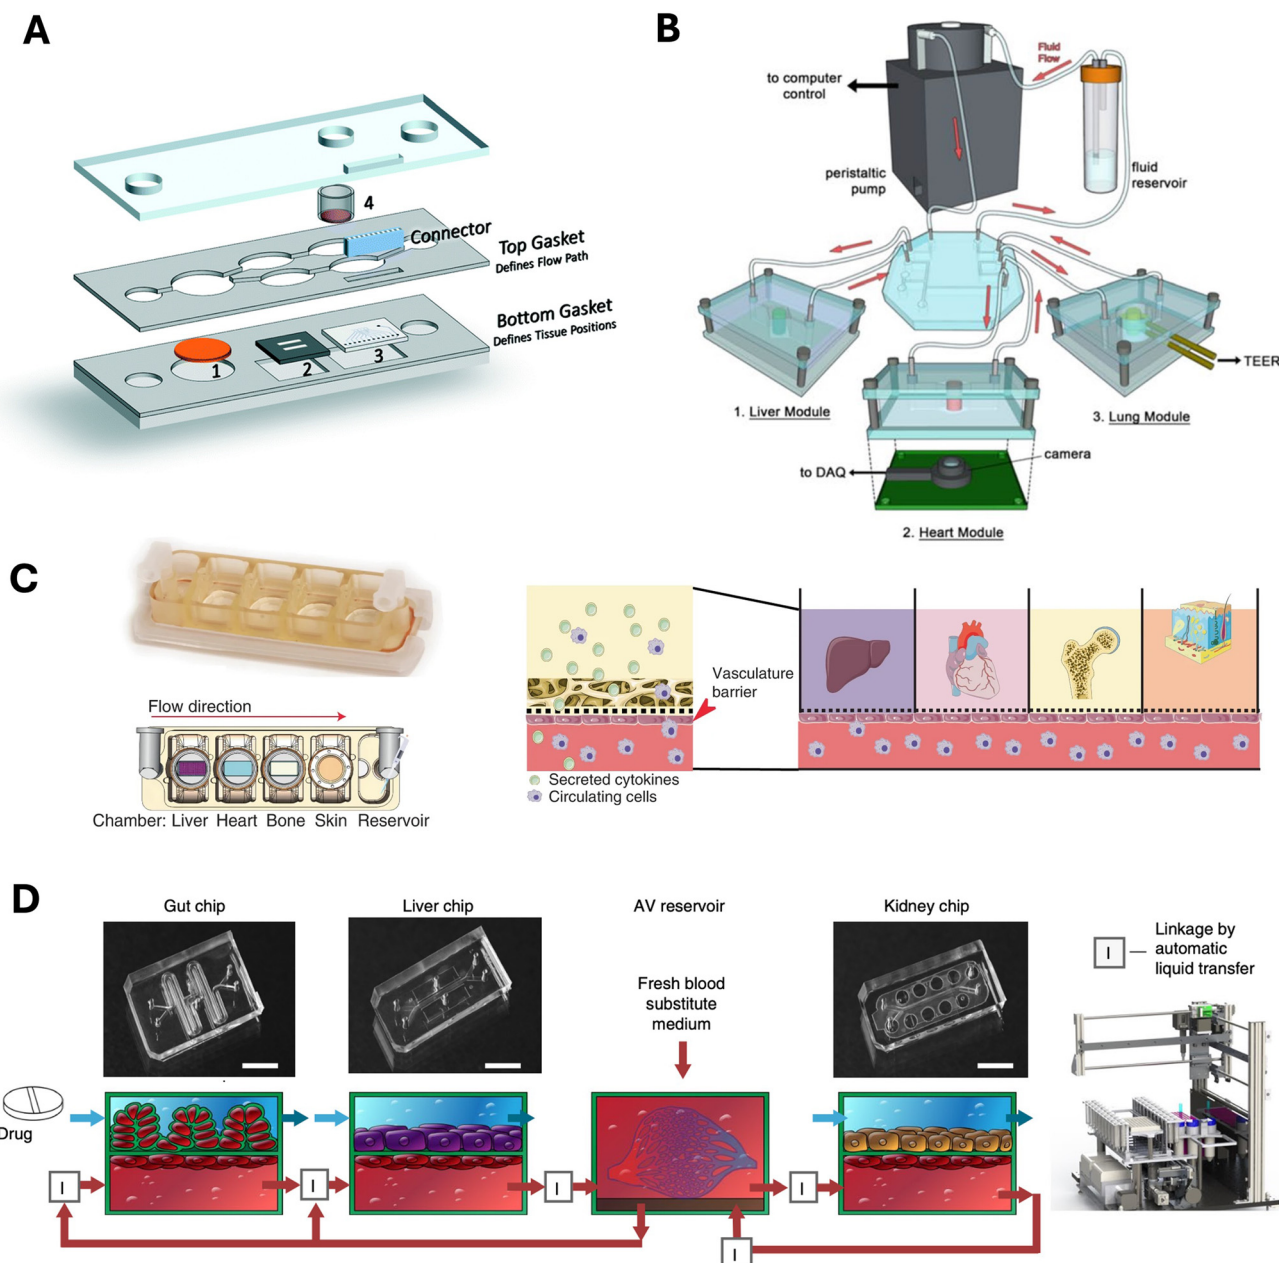 A
4
Connector
Top Gasket
Defines Flow Path
Bottom Gasket
Defines Tissue Positions
1
2
3
B
Fluid
Flow
to computer
control
peristaltic
pump
fluid
reservoir
TEER
1. Liver Module
3. Lung Module
camera
to DAQ
2. Heart Module
C
Flow direction
Chamber: Liver Heart Bone Skin Reservoir
Vasculature
barrier
Secreted cytokines
Circulating cells
D
Gut chip
Liver chip
AV reservoir
Kidney chip
Linkage by
automatic
liquid transfer
I
Fresh blood
substitute
medium
Drug
I
I
I
I
I